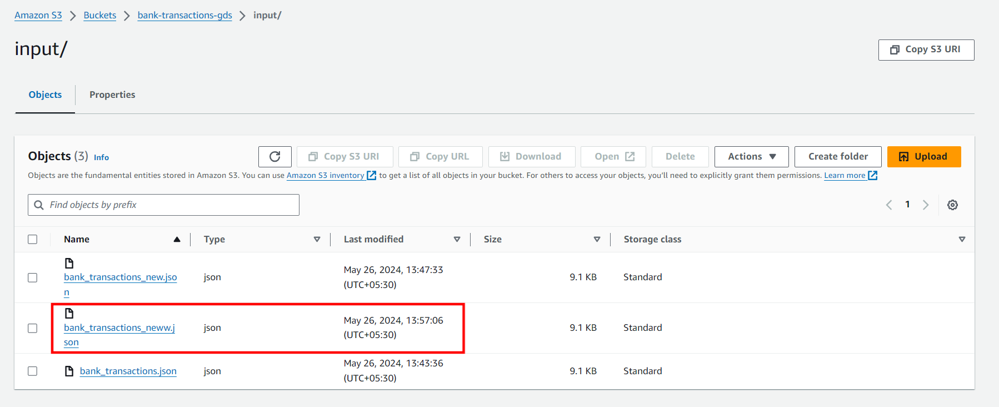 Amazon S3 > Buckets > bank-transactions-gds > input/
input/
Copy S3 URI
Objects Properties
Objects (3) Info
Copy S3 URI Copy URL Download Open Delete Actions Create folder Upload
Objects are the fundamental entities stored in Amazon S3. You can use Amazon S3 inventory to get a list of all objects in your bucket. For others to access your objects, you’ll need to explicitly grant them permissions. Learn more
Find objects by prefix
1
Name Type Last modified Size Storage class
bank_transactions_new.jso
n
json
May 26, 2024, 13:47:33
(UTC+05:30)
9.1 KB
Standard
bank_transactions_neww.j
son
json
May 26, 2024, 13:57:06
(UTC+05:30)
9.1 KB
Standard
bank_transactions.json
json
May 26, 2024, 13:43:36
(UTC+05:30)
9.1 KB
Standard